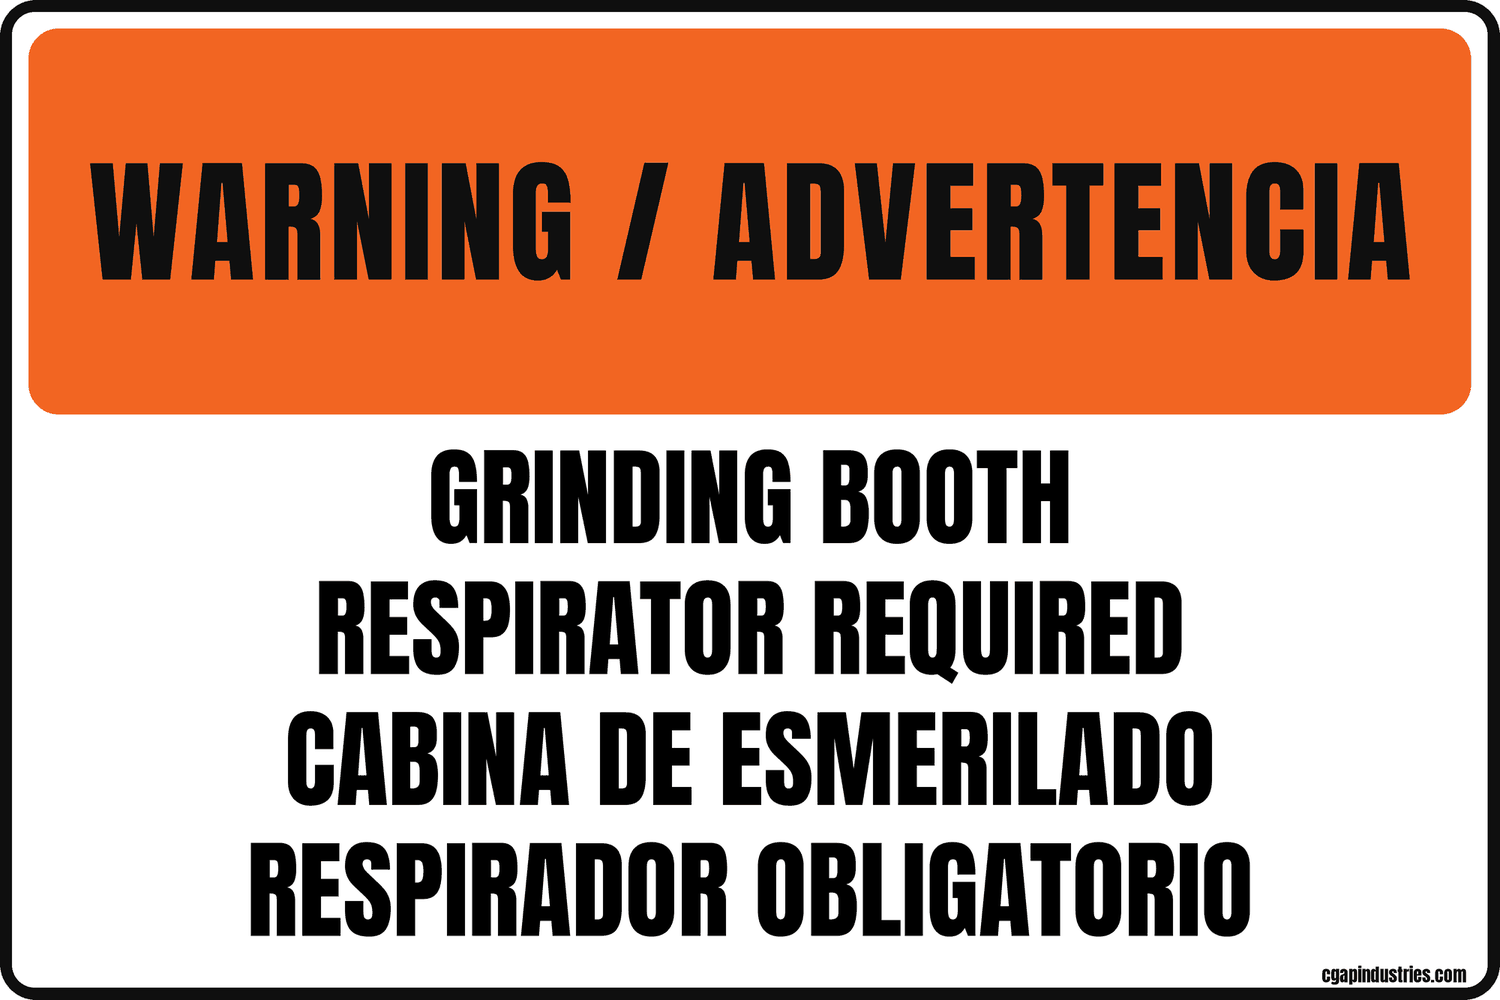 WARNING / ADVERTENCIA
GRINDING BOOTH
RESPIRATOR REQUIRED
CABINA DE ESMERILADO
RESPIRADOR OBLIGATORIO
cgapindustries.com